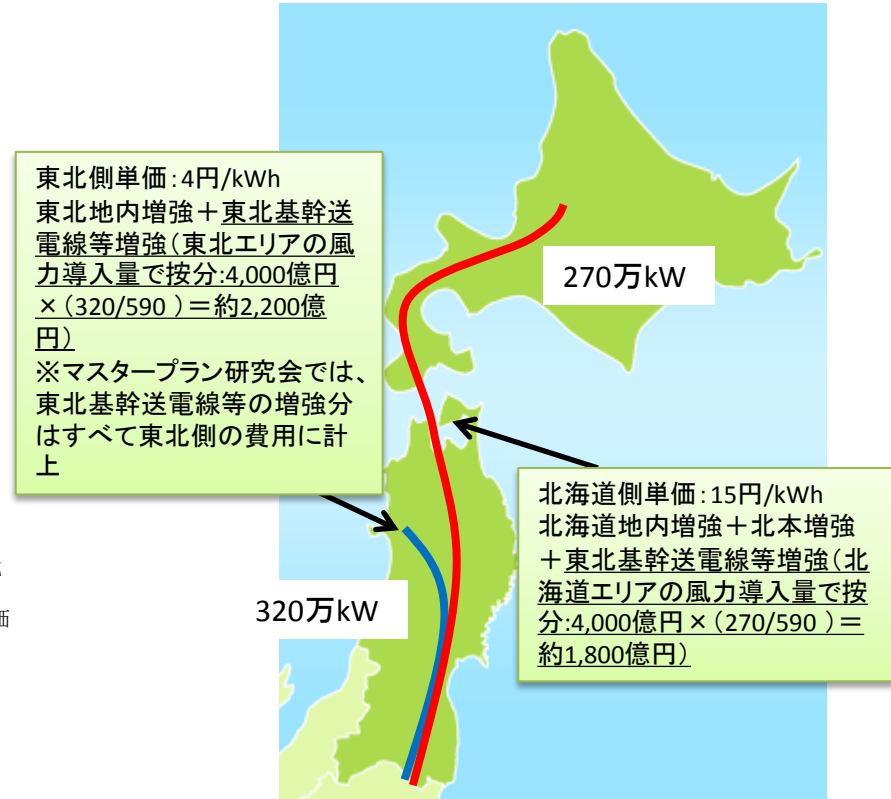 東北側単価:4円/kWh
東北地内増強+東北基幹送
電線等増強(東北エリアの風
力導入量で按分:4,000億円
×(320/590 )=約2,200億
円)
※マスタープラン研究会では、
東北基幹送電線等の増強分
はすべて東北側の費用に計
上
270万kW
北海道側単価:15円/kWh
北海道地内増強+北本増強
+東北基幹送電線等増強(北
海道エリアの風力導入量で按
分:4,000億円×(270/590 )=
約1,800億円)
320万kW
価